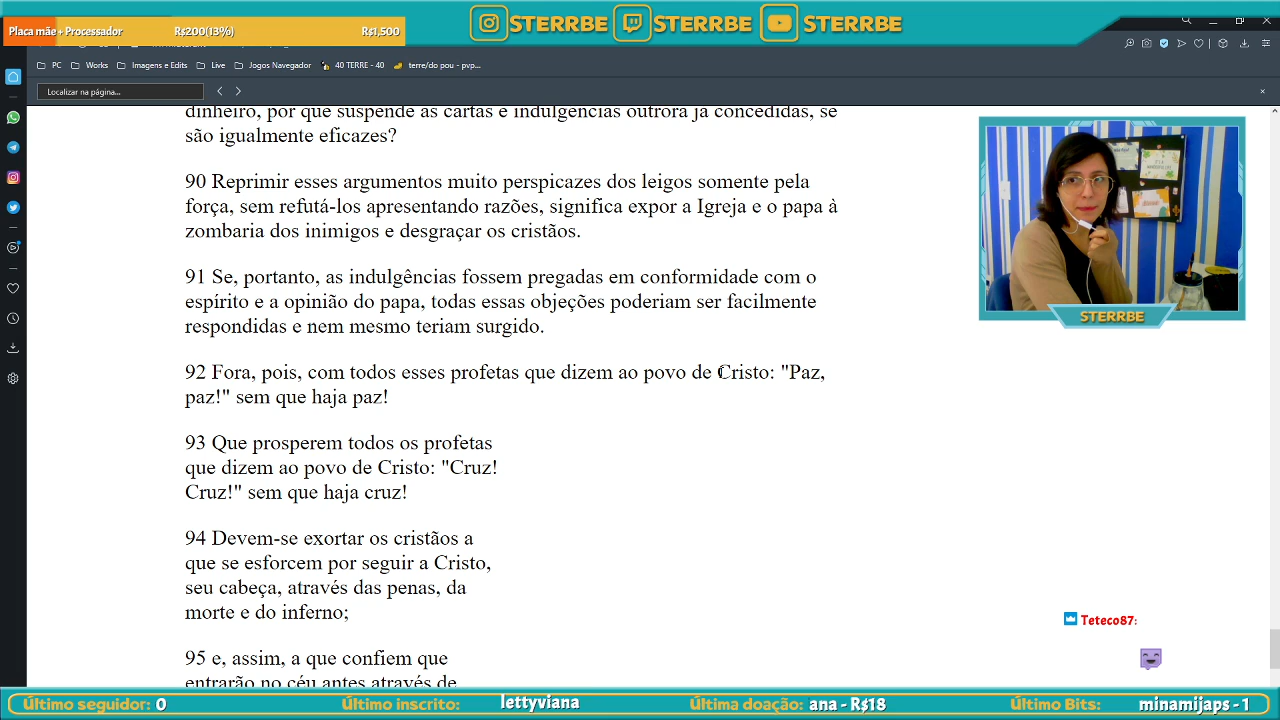 STERRBE STERRBE STERRBE
Placa mãe + Processador R$200(13%) R$1,500
PC Works Imagens e Edits Live Jogos Navegador 40 TERRE - 40 terre/do pou - pvp...
Localizar na página...
dinheiro, por que suspende as cartas e indulgências outrora já concedidas, se
são igualmente eficazes?
90 Reprimir esses argumentos muito perspicazes dos leigos somente pela
força, sem refutá-los apresentando razões, significa expor a Igreja e o papa à
zombaria dos inimigos e desgraçar os cristãos.
91 Se, portanto, as indulgências fossem pregadas em conformidade com o
espírito e a opinião do papa, todas essas objeções poderiam ser facilmente
respondidas e nem mesmo teriam surgido.
92 Fora, pois, com todos esses profetas que dizem ao povo de Cristo: "Paz,
paz!" sem que haja paz!
93 Que prosperem todos os profetas
que dizem ao povo de Cristo: "Cruz!
Cruz!" sem que haja cruz!
94 Devem-se exortar os cristãos a
que se esforcem por seguir a Cristo,
seu cabeça, através das penas, da
morte e do inferno;
95 e, assim, a que confiem que
entrarão no céu antes através de
STERRBE
Teteco87:
Último seguidor: 0 Último inscrito: lettyviana Última doação: ana - R$18 Último Bits: minamijaps - 1